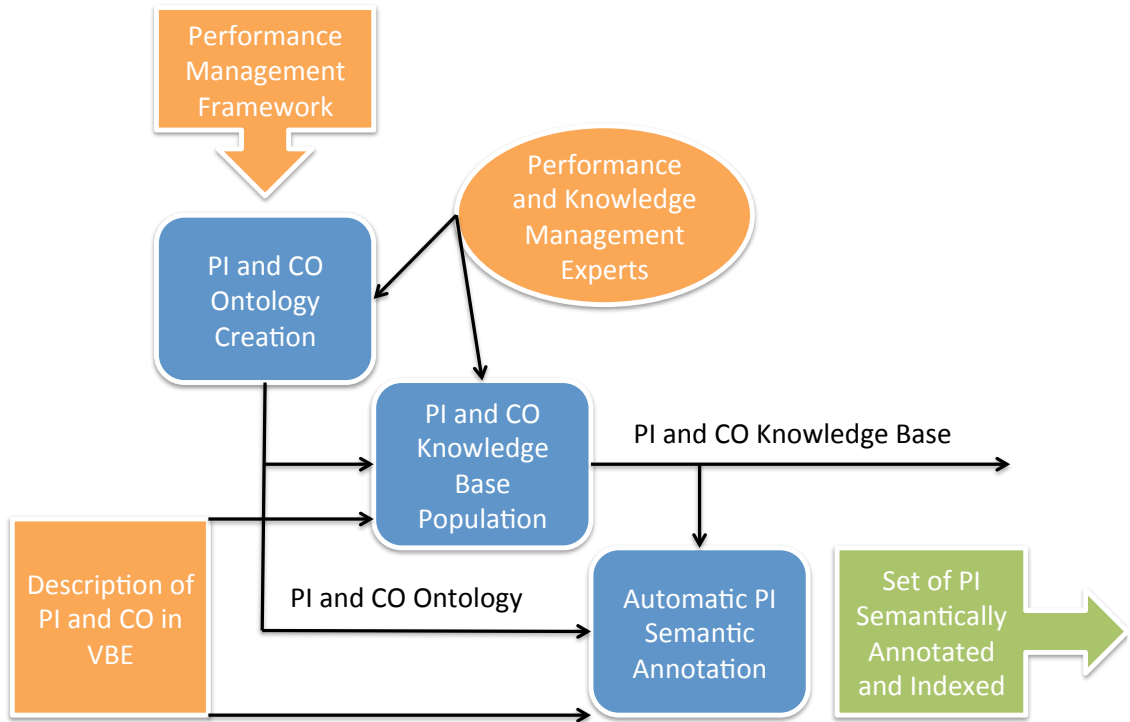 Performance
Management
Framework
Performance
and Knowledge
Management
Experts
PI and CO
Ontology
Creation
PI and CO
Knowledge
Base
Population
PI and CO Knowledge Base
Description of
PI and CO in
VBE
PI and CO Ontology
Automatic PI
Semantic
Annotation
Set of PI
Semantically
Annotated
and Indexed